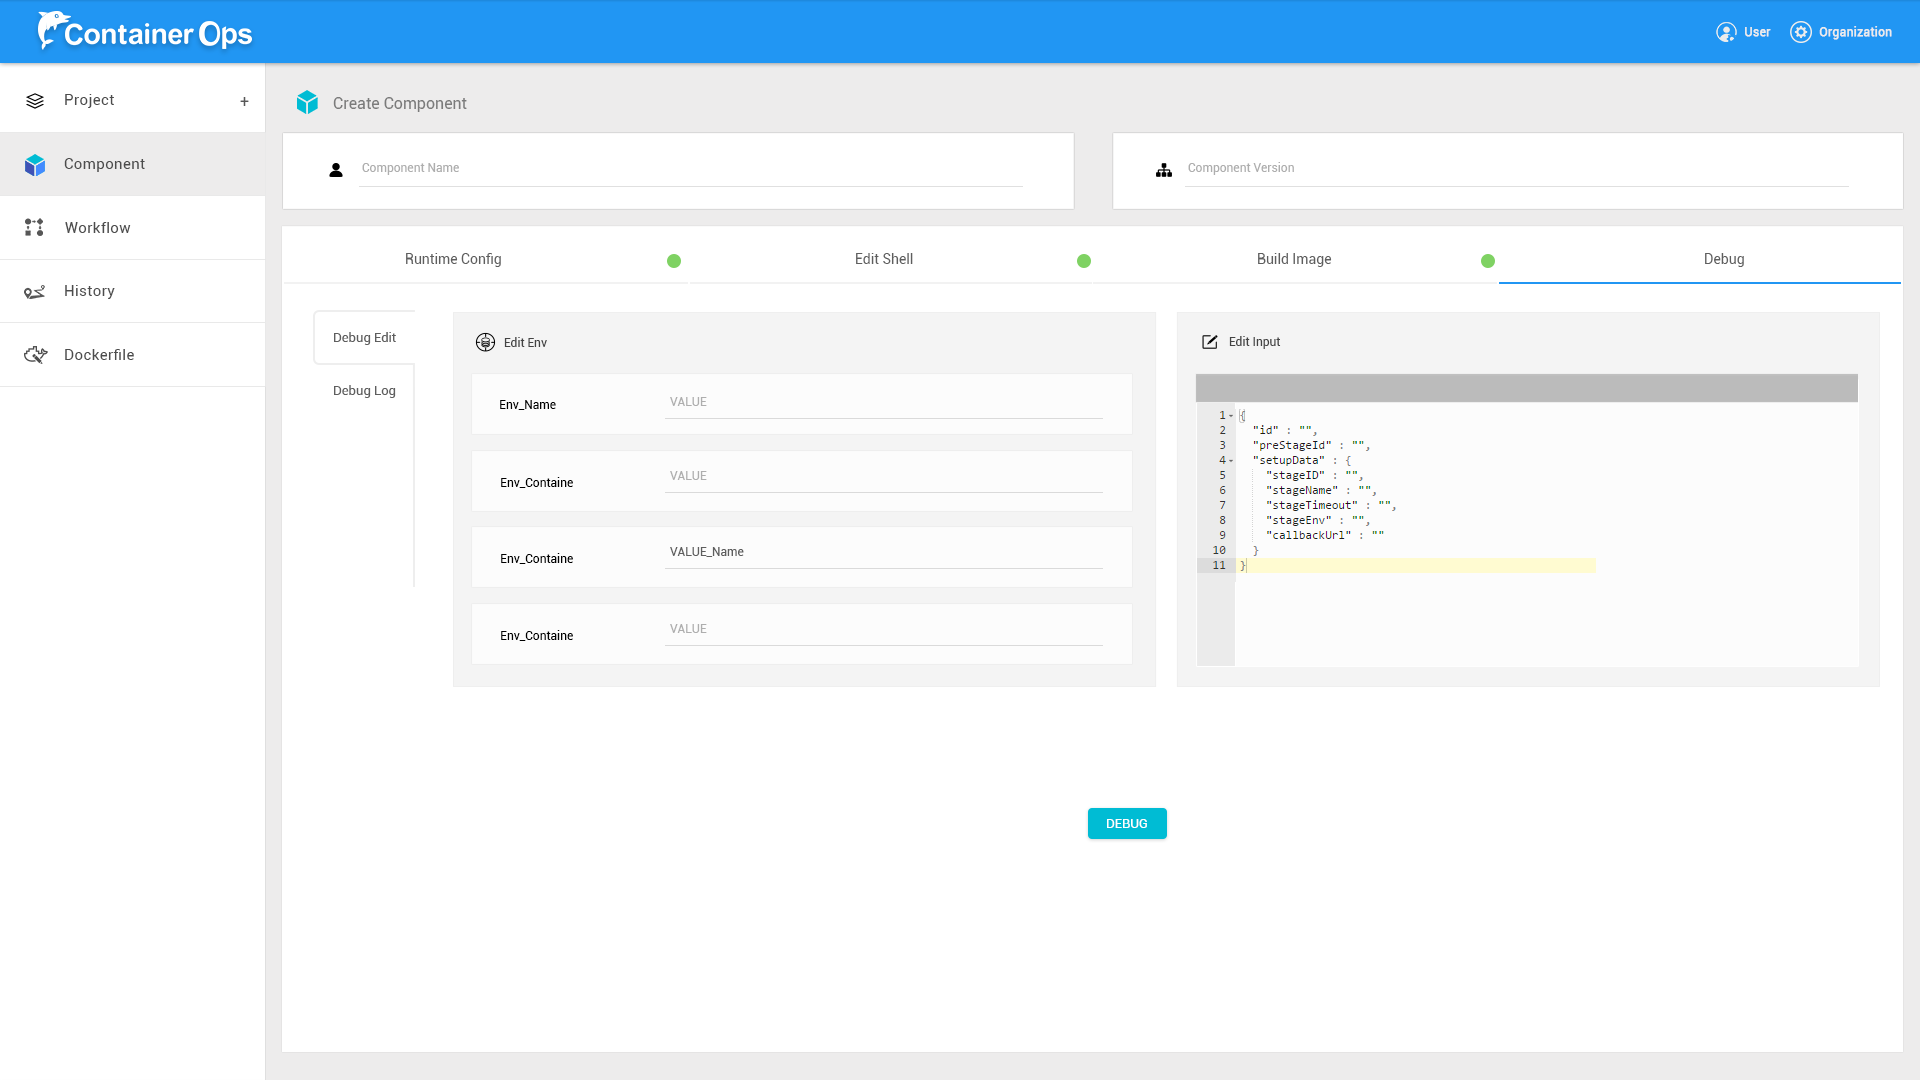 Container Ops
User
Organization
Project +
Component
Workflow
History
Dockerfile
Create Component
Component Name
Component Version
Runtime Config
Edit Shell
Build Image
Debug
Debug Edit
Debug Log
Edit Env
Env_Name VALUE
Env_Containe VALUE
Env_Containe VALUE_Name
Env_Containe VALUE
Edit Input
1 {
2 "id" : "",
3 "preStageId" : "",
4 "setupData" : {
5 "stageID" : "",
6 "stageName" : "",
7 "stageTimeout" : "",
8 "stageEnv" : "",
9 "callbackUrl" : ""
10 }
11 }
DEBUG